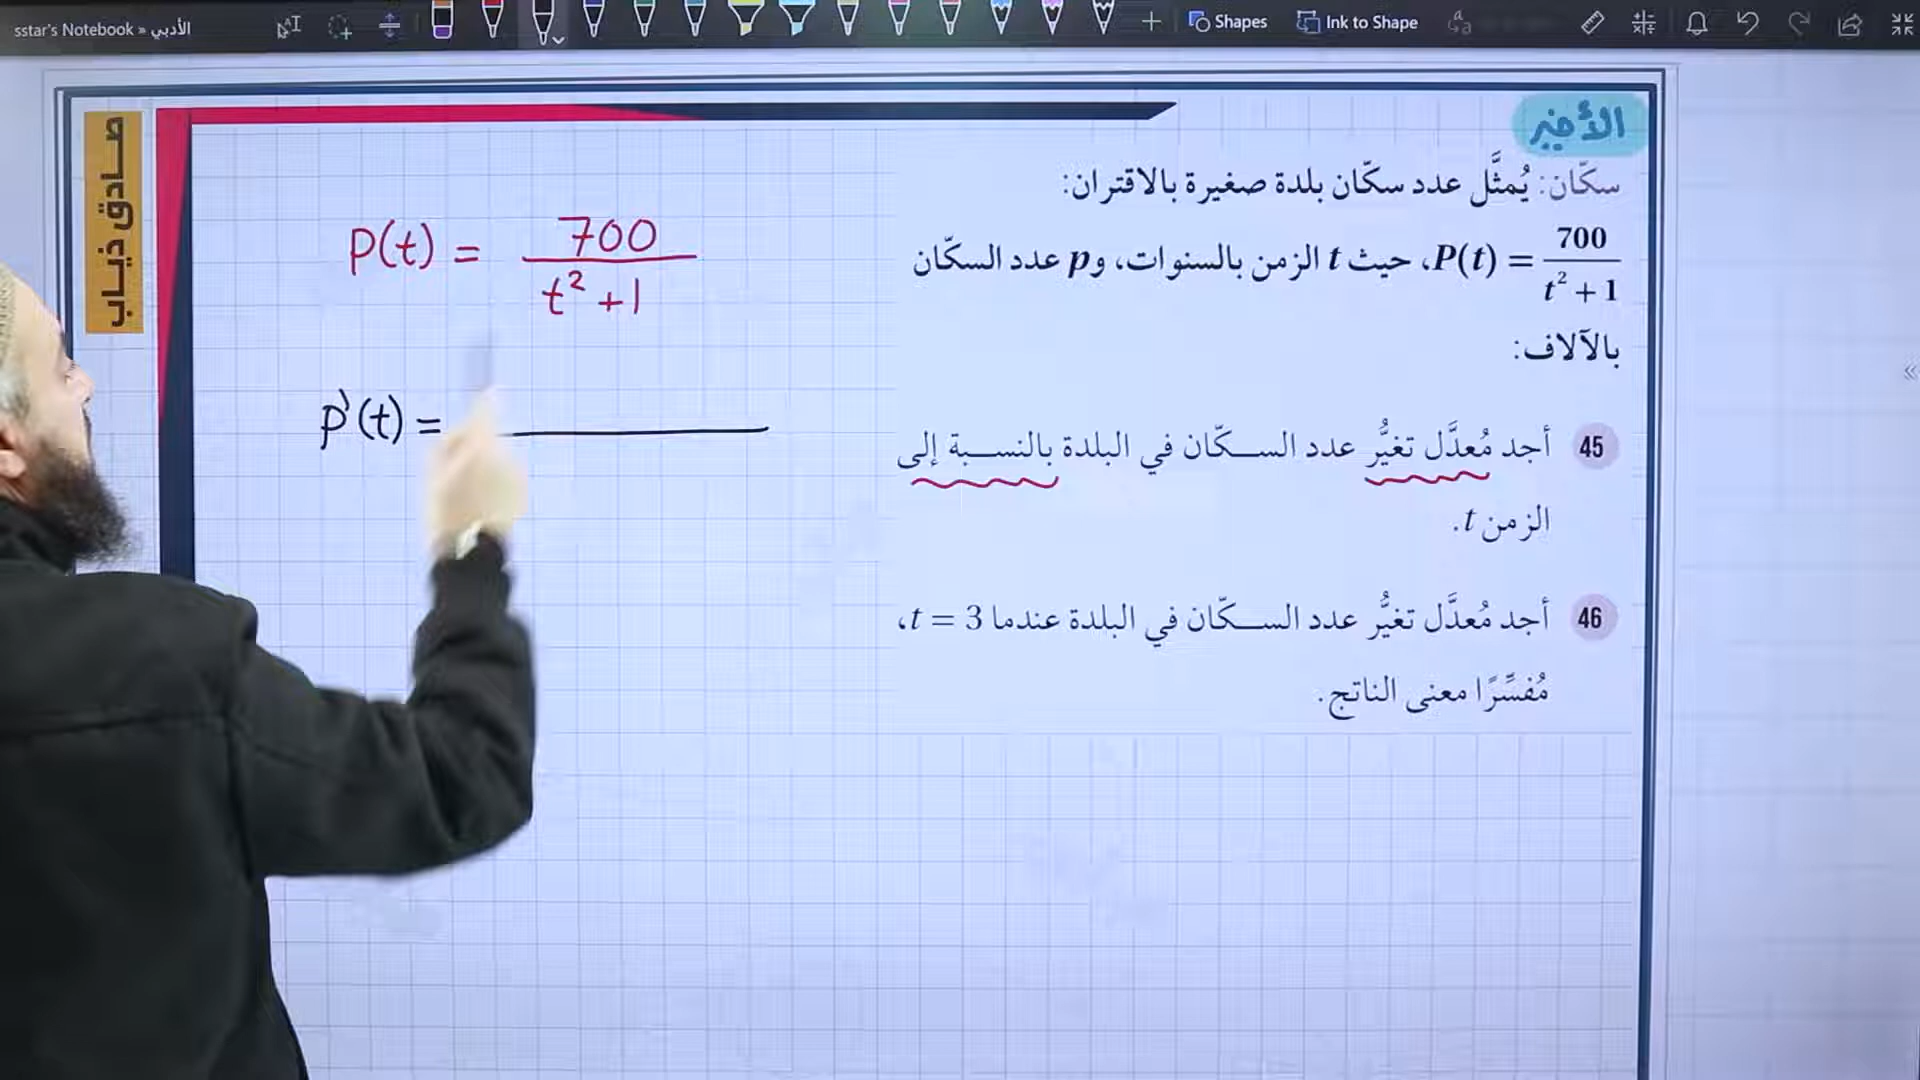 sstar's Notebook » الأدبي
Shapes
Ink to Shape
صادق ذياب
الأخير
سكّان: يُمثَّل عدد سكّان بلدة صغيرة بالاقتران:
P(t) = 700 / t² + 1، حيث t الزمن بالسنوات، وp عدد السكّان
بالآلاف:
45 أجد مُعدَّل تغيُّر عدد السكّان في البلدة بالنسبة إلى
الزمن t.
46 أجد مُعدَّل تغيُّر عدد السكّان في البلدة عندما t = 3،
مُفسِّرًا معنى الناتج.
P(t) = 700 / t² + 1
p'(t) =